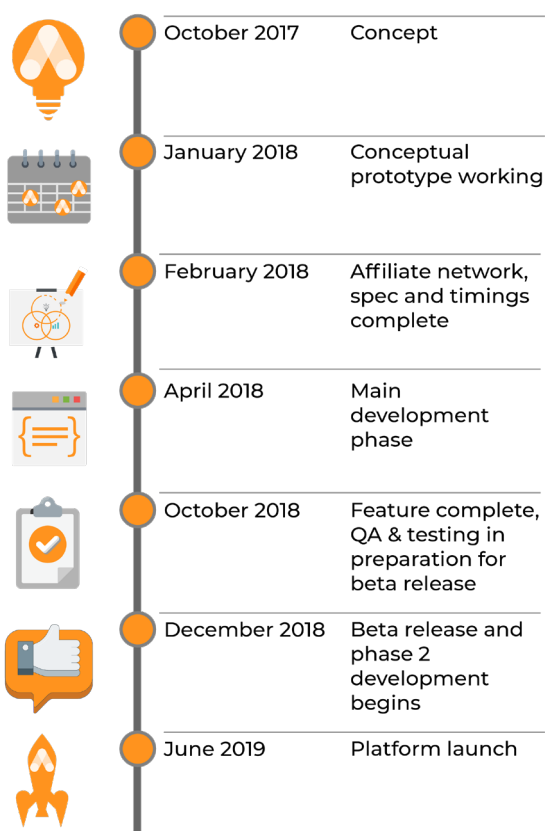 October 2017 Concept
January 2018 Conceptual
prototype working
February 2018 Affiliate network,
spec and timings
complete
April 2018 Main
development
phase
October 2018 Feature complete,
QA & testing in
preparation for
beta release
December 2018 Beta release and
phase 2
development
begins
June 2019 Platform launch